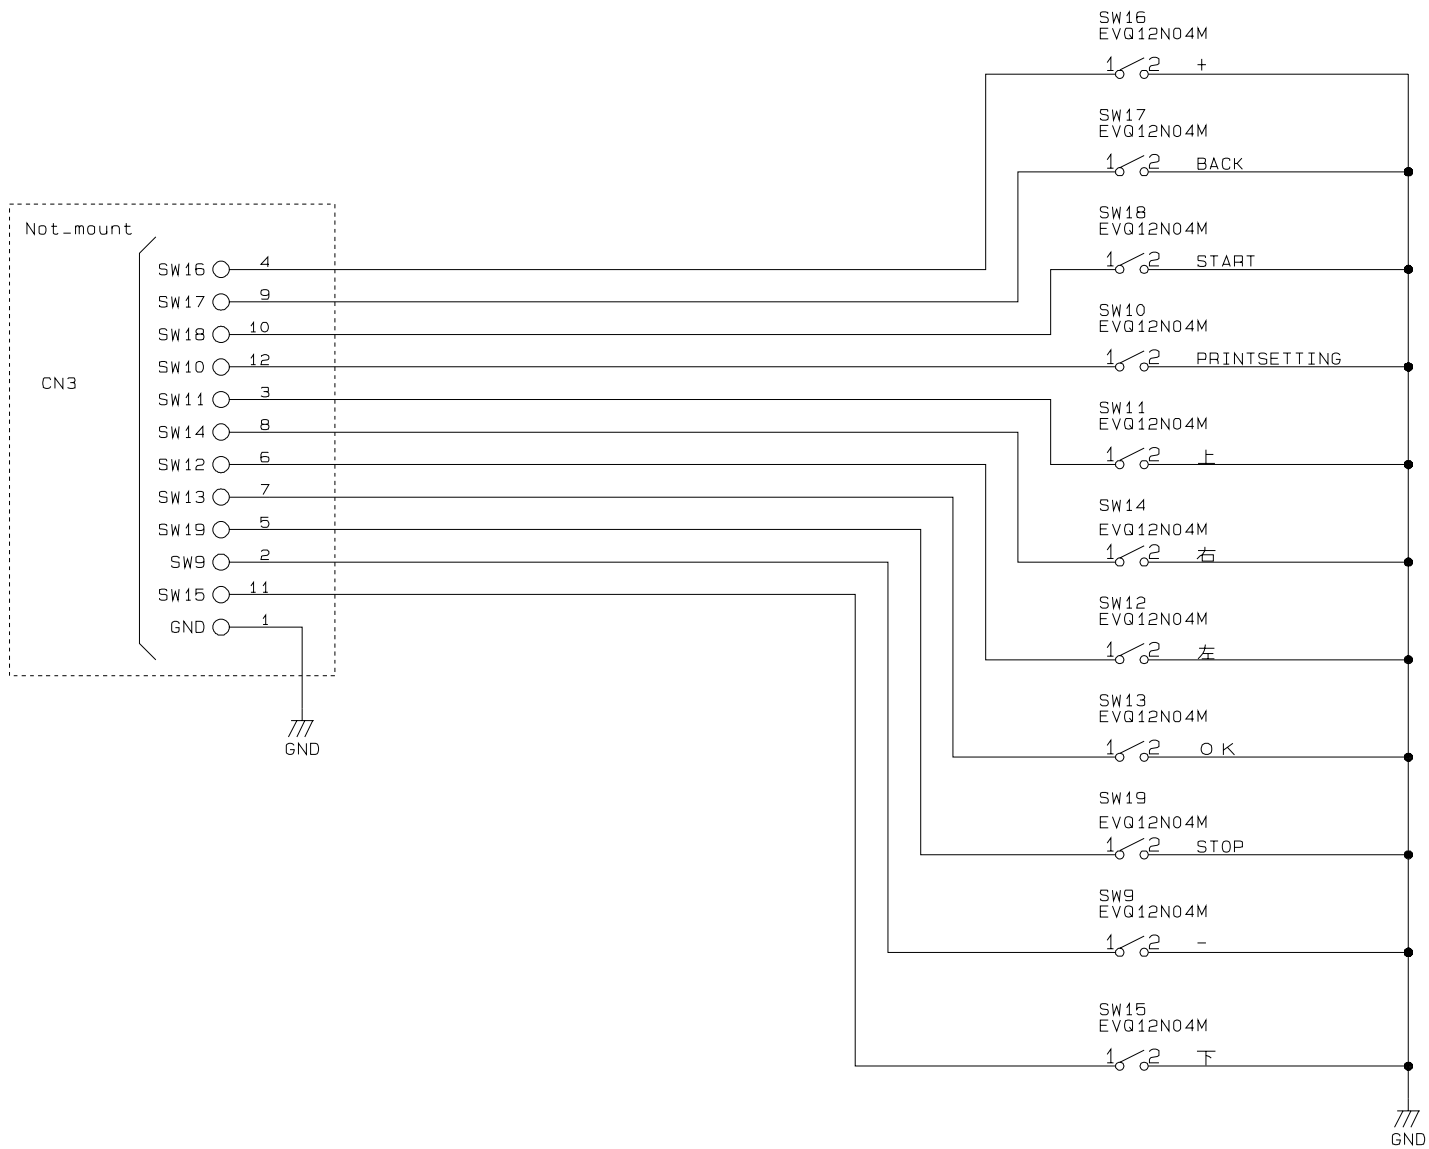 Not_mount
CN3
SW16 4
SW17 9
SW18 10
SW10 12
SW11 3
SW14 8
SW12 6
SW13 7
SW19 5
SW9 2
SW15 11
GND 1
GND
SW16
EVQ12N04M
1 2 +
SW17
EVQ12N04M
1 2 BACK
SW18
EVQ12N04M
1 2 START
SW10
EVQ12N04M
1 2 PRINTSETTING
SW11
EVQ12N04M
1 2 上
SW14
EVQ12N04M
1 2 右
SW12
EVQ12N04M
1 2 左
SW13
EVQ12N04M
1 2 OK
SW19
EVQ12N04M
1 2 STOP
SW9
EVQ12N04M
1 2 -
SW15
EVQ12N04M
1 2 下
GND